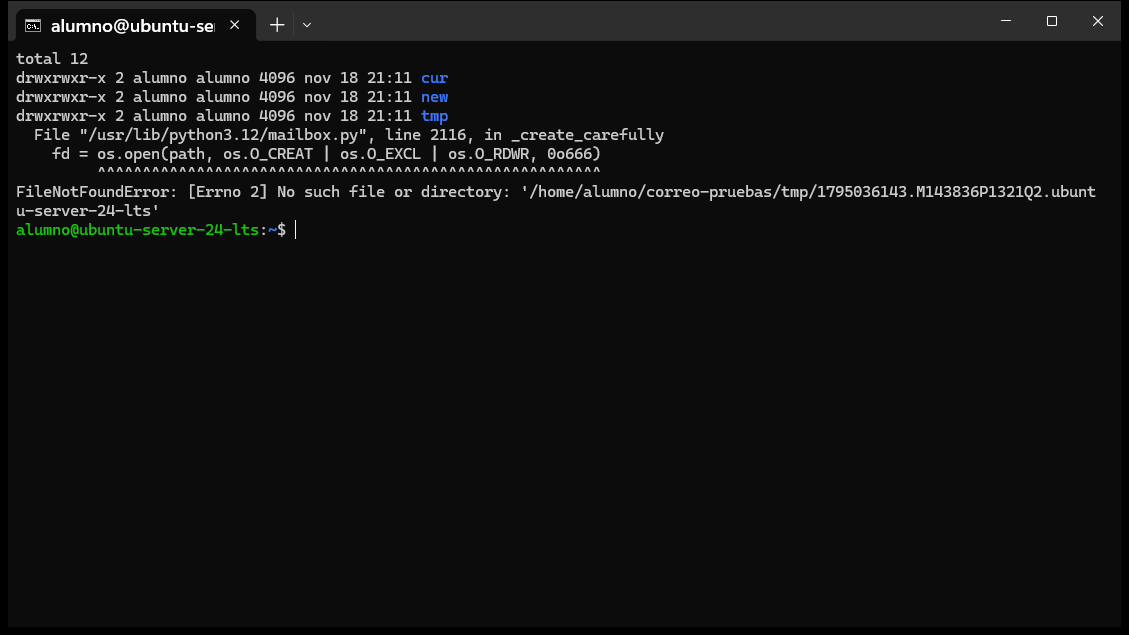 alumno@ubuntu-se
total 12
drwxrwxr-x 2 alumno alumno 4096 nov 18 21:11 cur
drwxrwxr-x 2 alumno alumno 4096 nov 18 21:11 new
drwxrwxr-x 2 alumno alumno 4096 nov 18 21:11 tmp
  File "/usr/lib/python3.12/mailbox.py", line 2116, in _create_carefully
    fd = os.open(path, os.O_CREAT | os.O_EXCL | os.O_RDWR, 0o666)
         ^^^^^^^^^^^^^^^^^^^^^^^^^^^^^^^^^^^^^^^^^^^^^^^^^^^^^^^^
FileNotFoundError: [Errno 2] No such file or directory: '/home/alumno/correo-pruebas/tmp/1795036143.M143836P1321Q2.ubunt
u-server-24-lts'
alumno@ubuntu-server-24-lts:~$